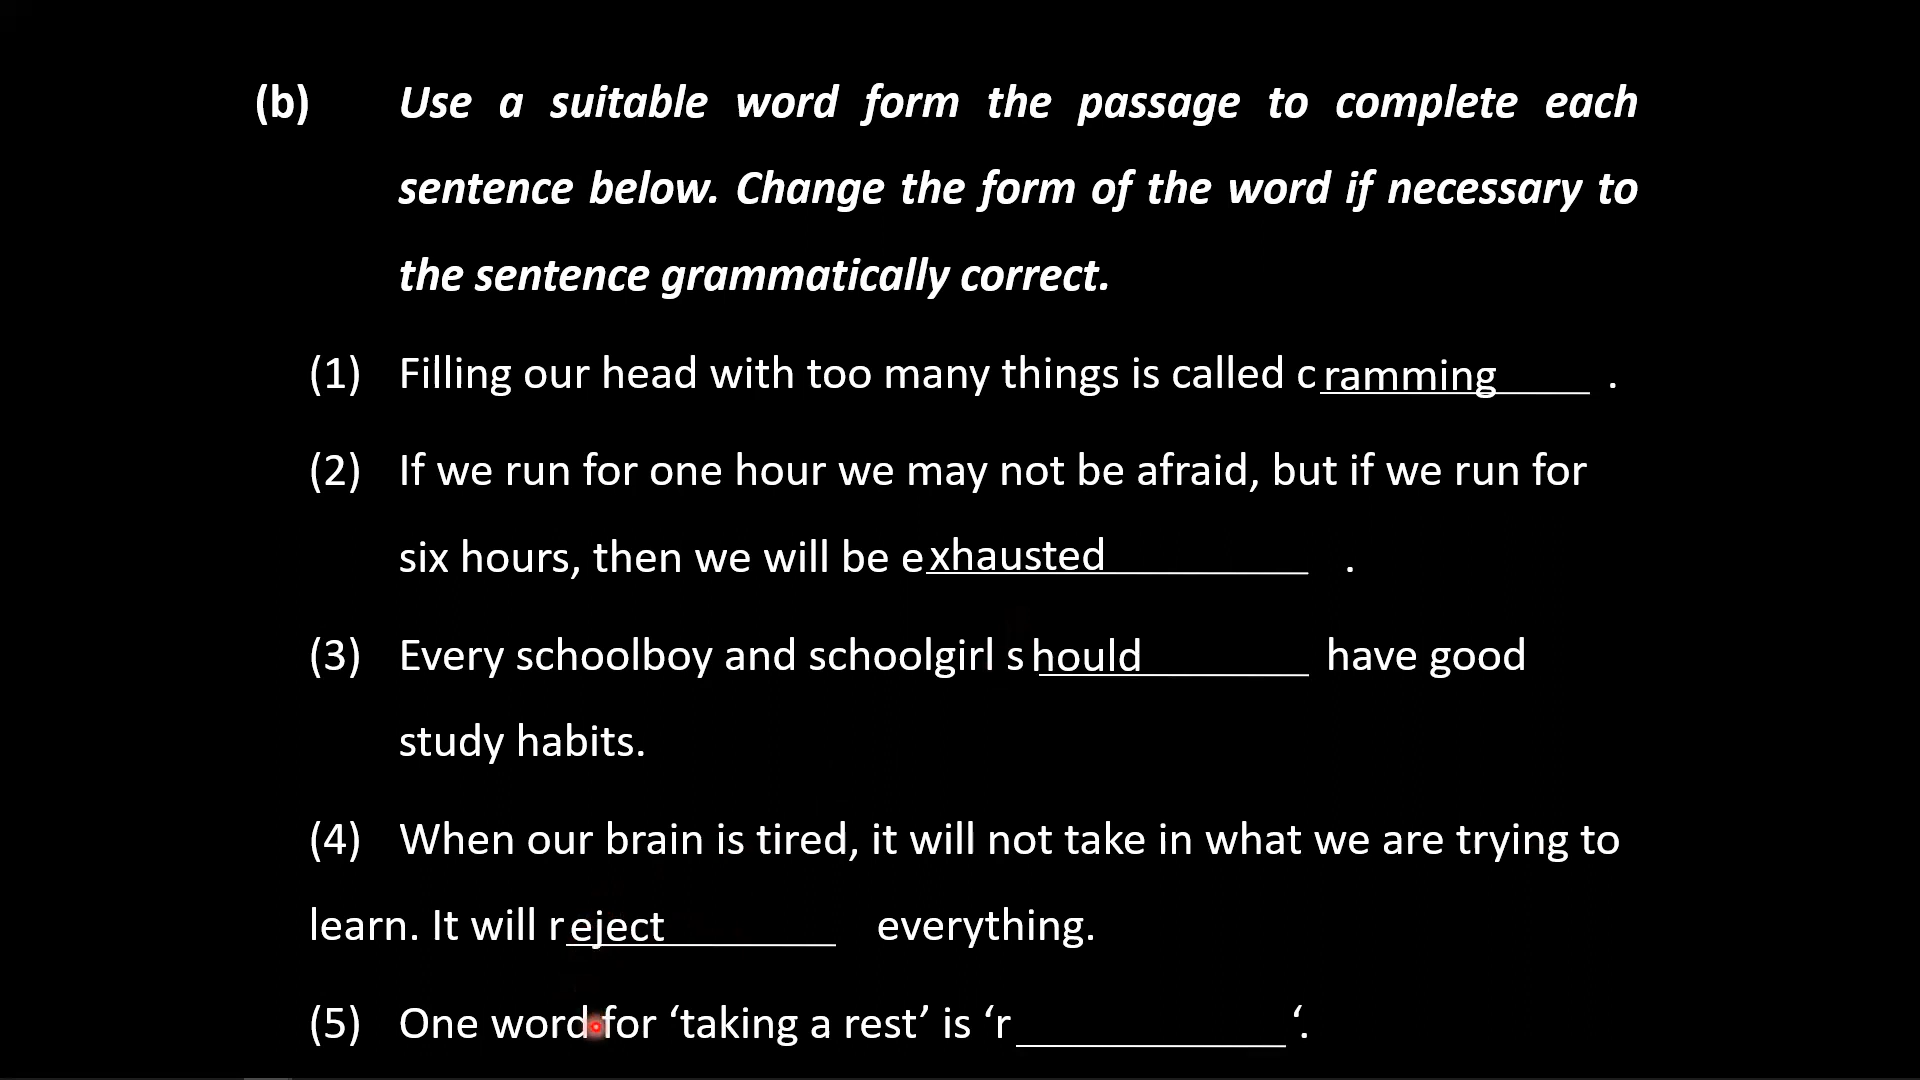 (b) Use a suitable word form the passage to complete each
sentence below. Change the form of the word if necessary to
the sentence grammatically correct.
(1) Filling our head with too many things is called cramming .
(2) If we run for one hour we may not be afraid, but if we run for
six hours, then we will be exhausted .
(3) Every schoolboy and schoolgirl should have good
study habits.
(4) When our brain is tired, it will not take in what we are trying to
learn. It will reject everything.
(5) One word for ‘taking a rest’ is ‘r____________ ‘.